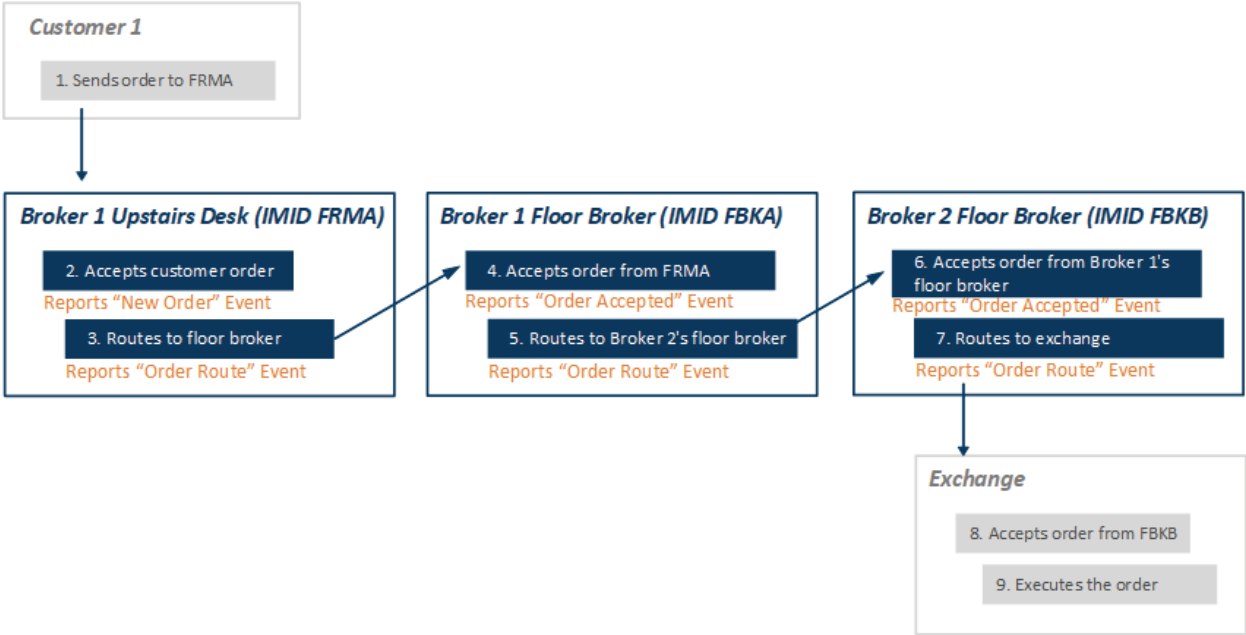 Customer 1
1. Sends order to FRMA
Broker 1 Upstairs Desk (IMID FRMA)
2. Accepts customer order
Reports “New Order” Event
3. Routes to floor broker
Reports “Order Route” Event
Broker 1 Floor Broker (IMID FBKA)
4. Accepts order from FRMA
Reports “Order Accepted” Event
5. Routes to Broker 2's floor broker
Reports “Order Route” Event
Broker 2 Floor Broker (IMID FBKB)
6. Accepts order from Broker 1's
floor broker
Reports “Order Accepted” Event
7. Routes to exchange
Reports “Order Route” Event
Exchange
8. Accepts order from FBKB
9. Executes the order